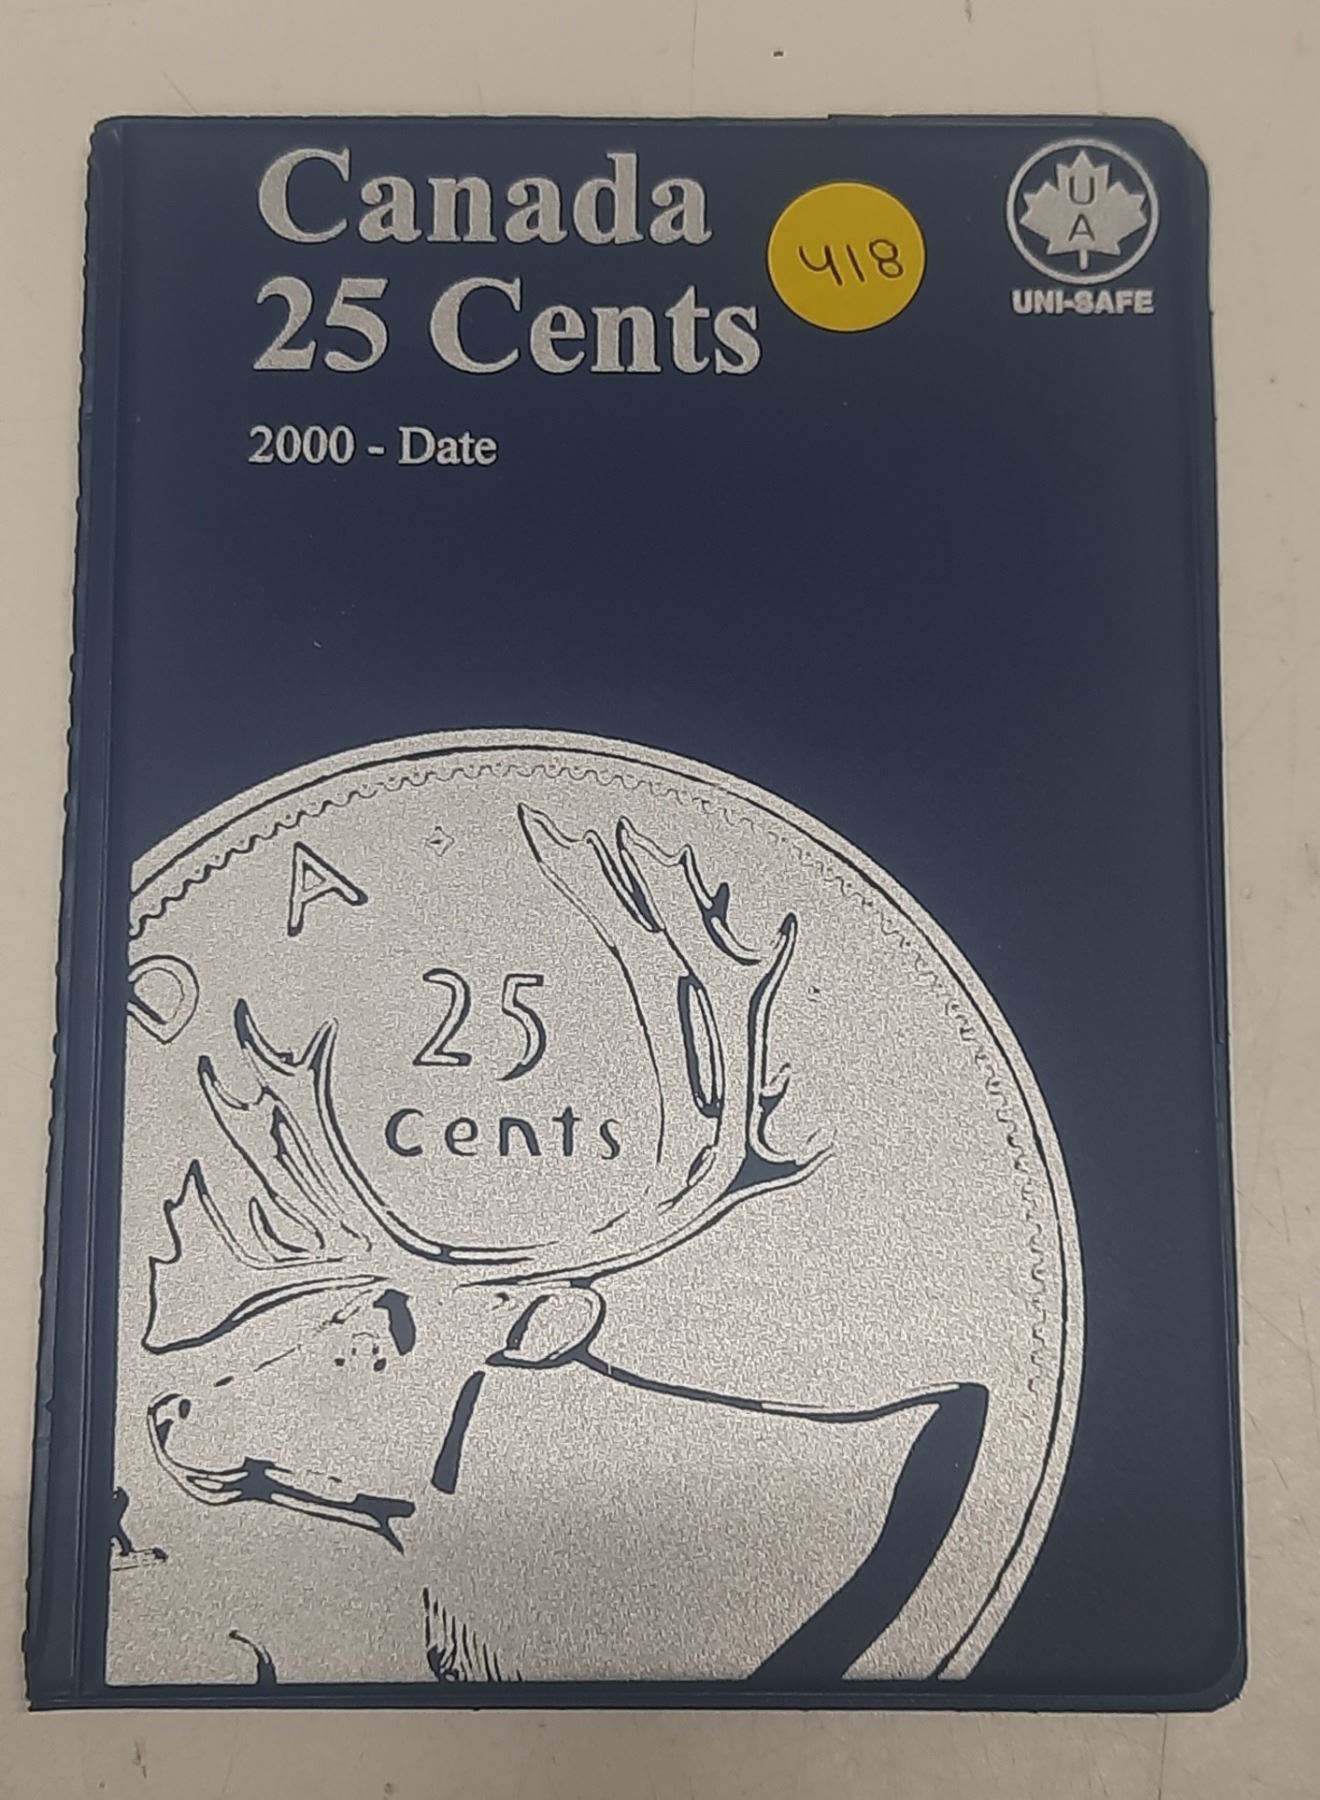 Canada
25 Cents
2000 - Date
418
U
A
UNI-SAFE
D A
25
cents